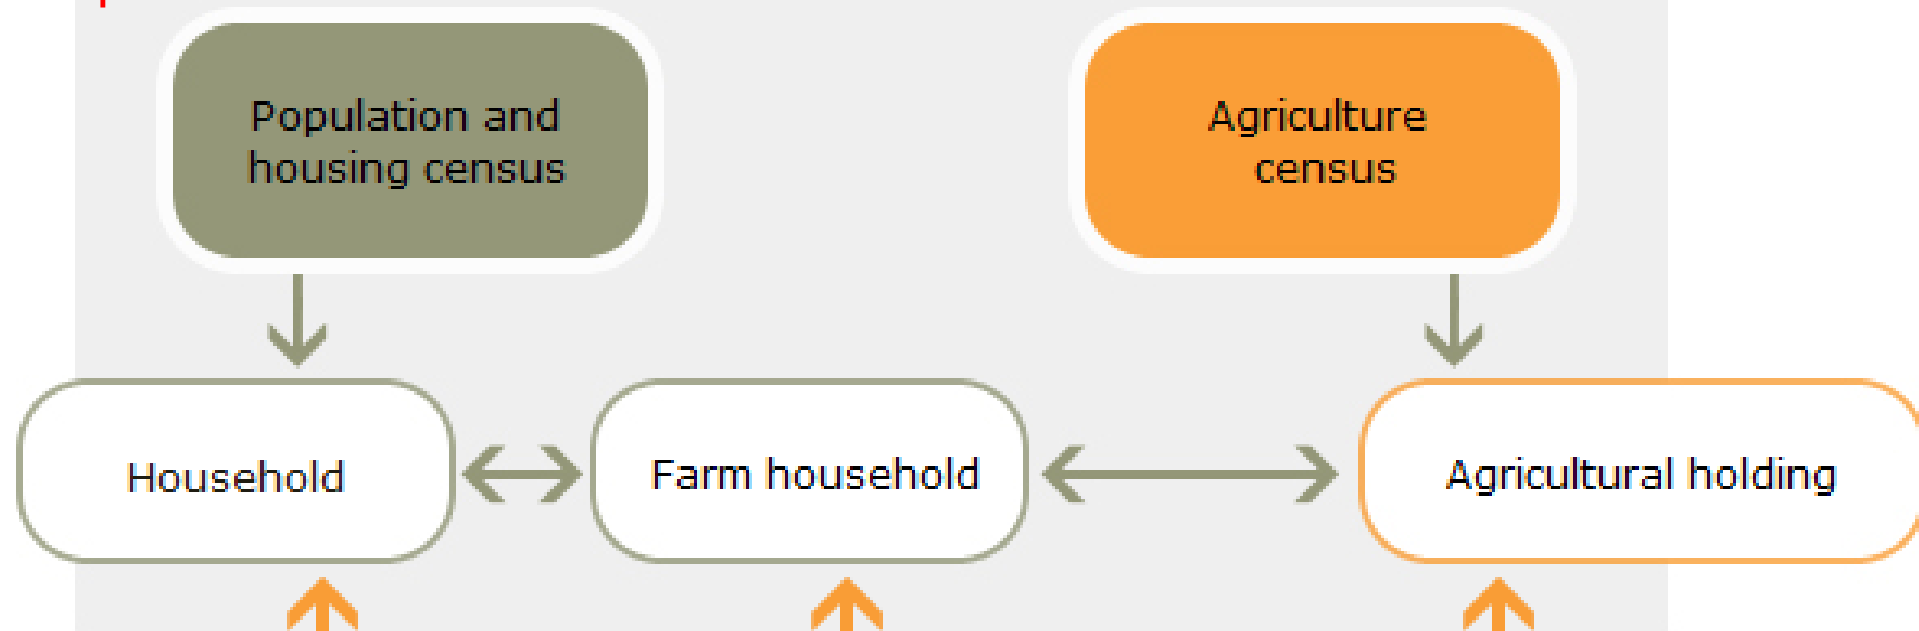 Population and
housing census
Agriculture
census
Household
Farm household
Agricultural holding